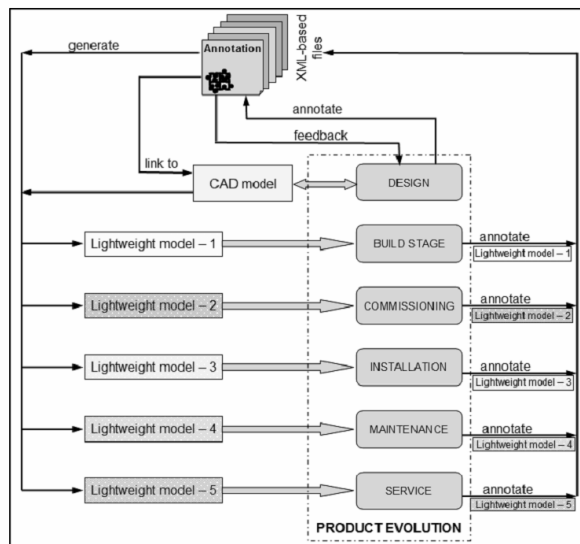 generate
Annotation
XML-based
files
annotate
feedback
link to
CAD model
DESIGN
Lightweight model – 1
BUILD STAGE
annotate
Lightweight model – 1
Lightweight model – 2
COMMISSIONING
annotate
Lightweight model – 2
Lightweight model – 3
INSTALLATION
annotate
Lightweight model – 3
Lightweight model – 4
MAINTENANCE
annotate
Lightweight model – 4
Lightweight model – 5
SERVICE
annotate
Lightweight model – 5
PRODUCT EVOLUTION